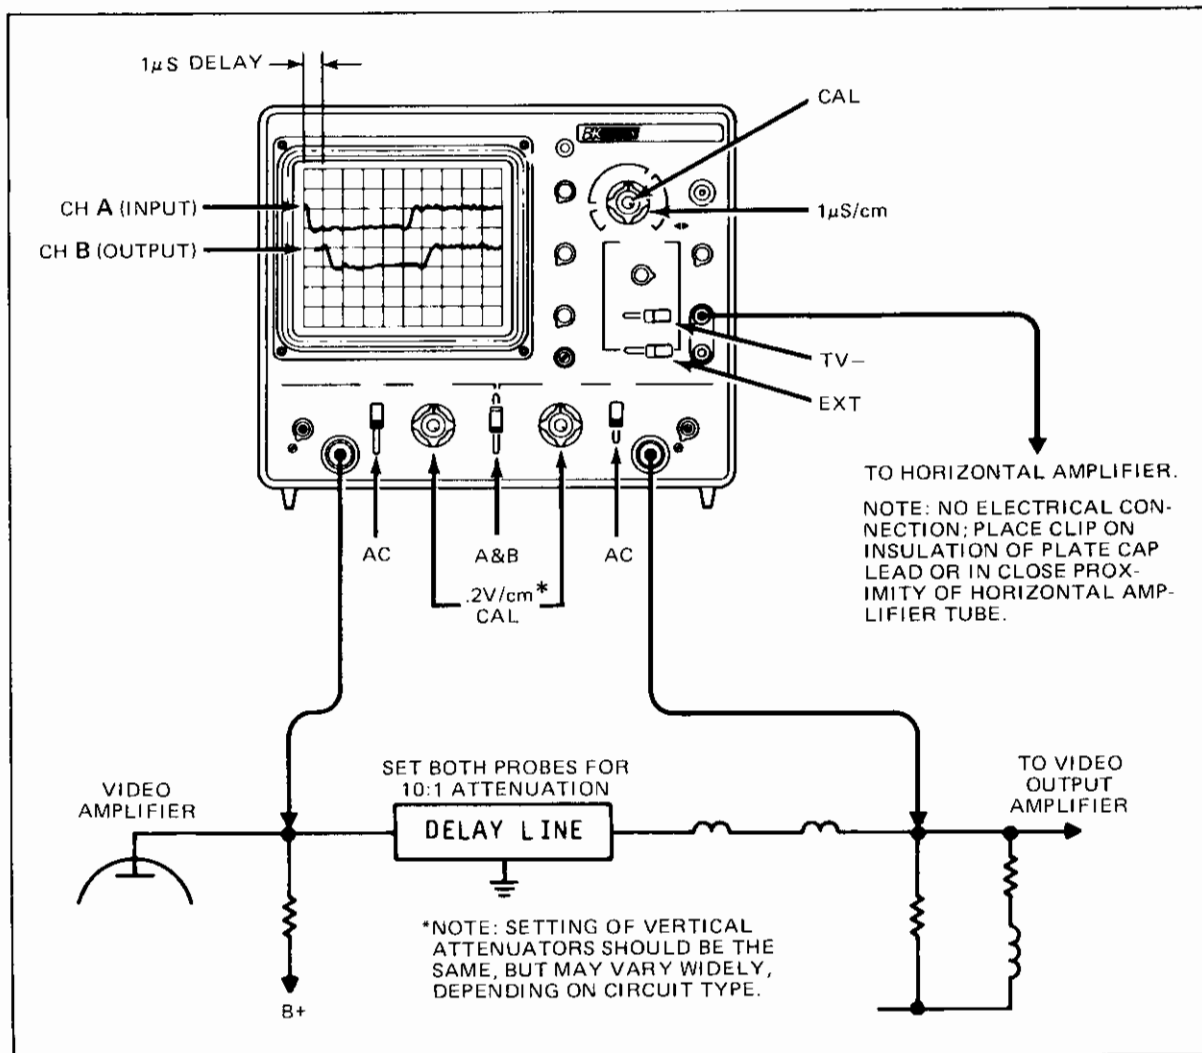 1μS DELAY
CAL
BK
CH A (INPUT)
1μS/cm
CH B (OUTPUT)
TV–
EXT
TO HORIZONTAL AMPLIFIER.
NOTE: NO ELECTRICAL CON-
NECTION; PLACE CLIP ON
INSULATION OF PLATE CAP
LEAD OR IN CLOSE PROX-
IMITY OF HORIZONTAL AMP-
LIFIER TUBE.
AC
A&B
AC
.2V/cm*
CAL
SET BOTH PROBES FOR
10:1 ATTENUATION
VIDEO
AMPLIFIER
TO VIDEO
OUTPUT
AMPLIFIER
DELAY LINE
*NOTE: SETTING OF VERTICAL
ATTENUATORS SHOULD BE THE
SAME, BUT MAY VARY WIDELY,
DEPENDING ON CIRCUIT TYPE.
B+